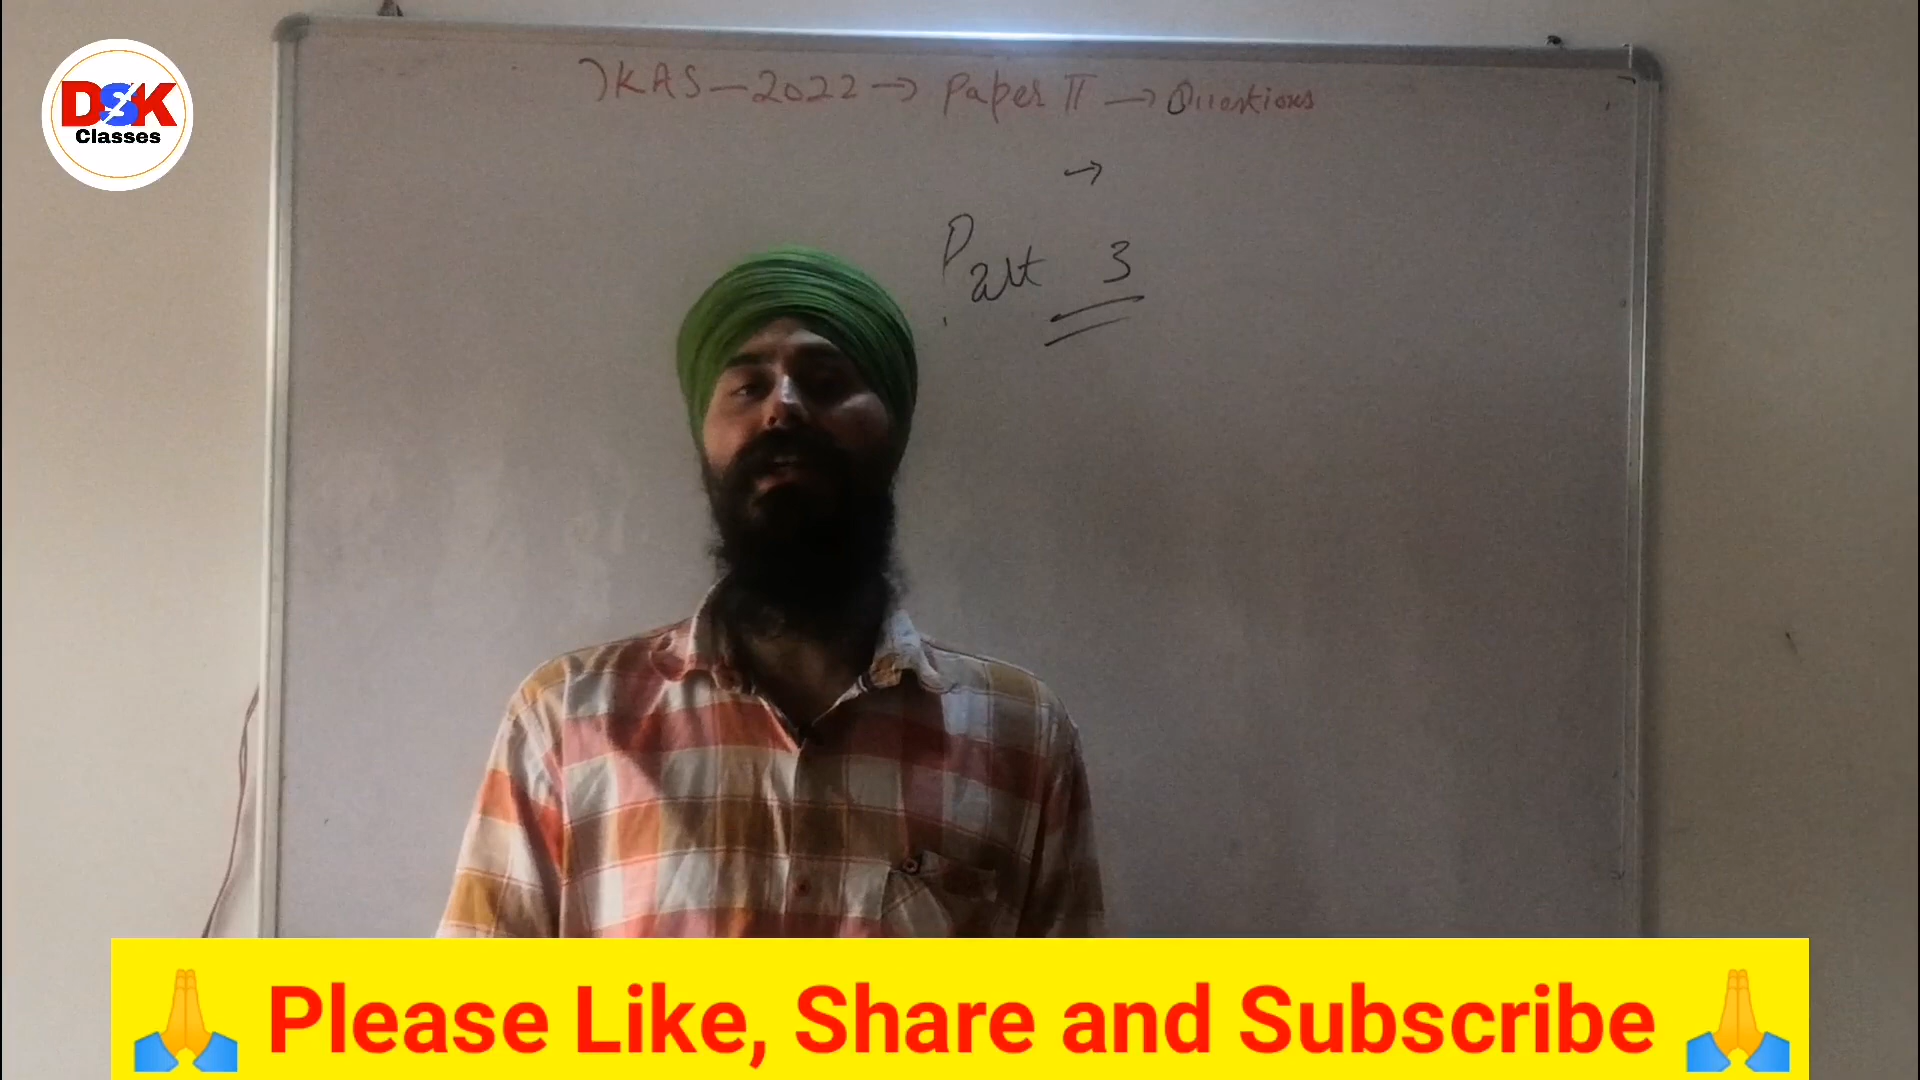 DSK
Classes
JKAS - 2022 → Paper II → Questions
→
Part 3
🙏 Please Like, Share and Subscribe 🙏